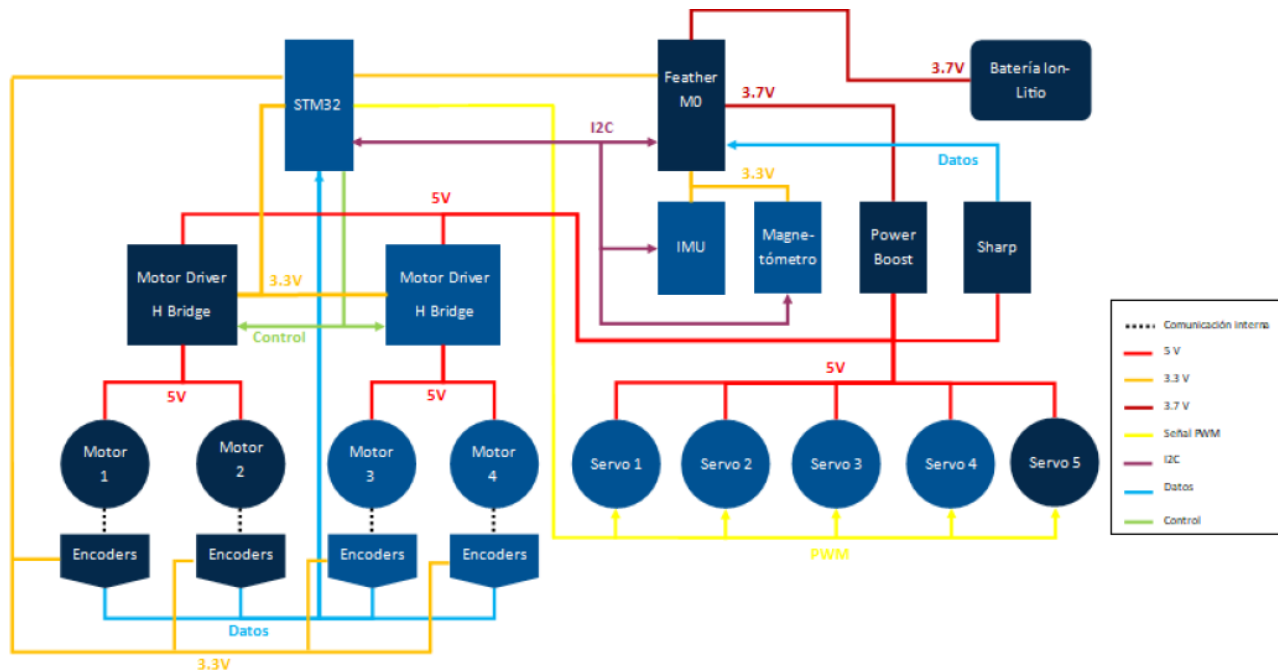 STM32
Feather
M0
3.7V
Batería Ion-
Litio
3.7V
I2C
Datos
3.3V
5V
IMU
Magne-
tómetro
Power
Boost
Sharp
Motor Driver
H Bridge
3.3V
Motor Driver
H Bridge
Control
5V
5V
5V
Motor
1
Motor
2
Motor
3
Motor
4
Servo 1
Servo 2
Servo 3
Servo 4
Servo 5
Encoders
Encoders
Encoders
Encoders
PWM
Datos
3.3V
Comunicación interna
5 V
3.3 V
3.7 V
Señal PWM
I2C
Datos
Control